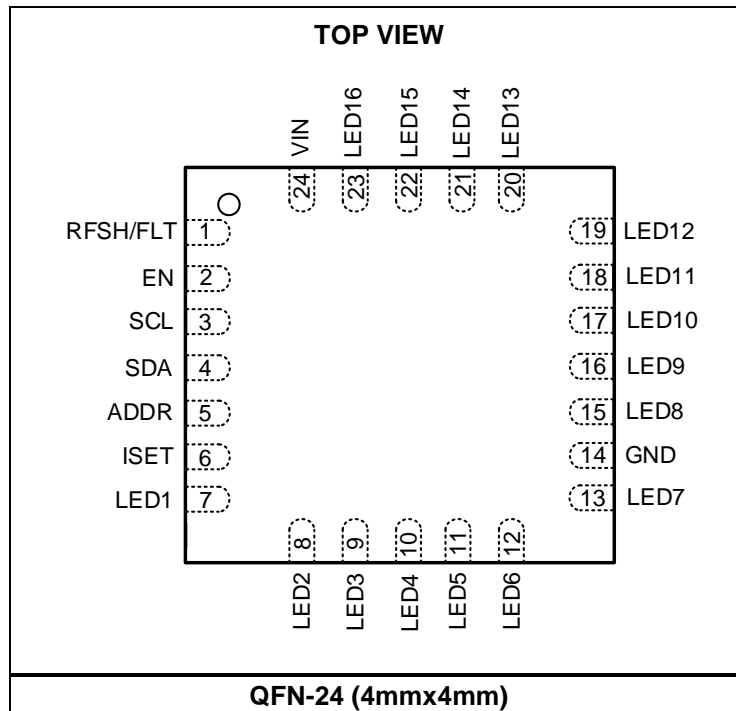 TOP VIEW
VIN
LED16
LED15
LED14
LED13
24
23
22
21
20
RFSH/FLT 1
EN 2
SCL 3
SDA 4
ADDR 5
ISET 6
LED1 7
19 LED12
18 LED11
17 LED10
16 LED9
15 LED8
14 GND
13 LED7
8
9
10
11
12
LED2
LED3
LED4
LED5
LED6
QFN-24 (4mmx4mm)